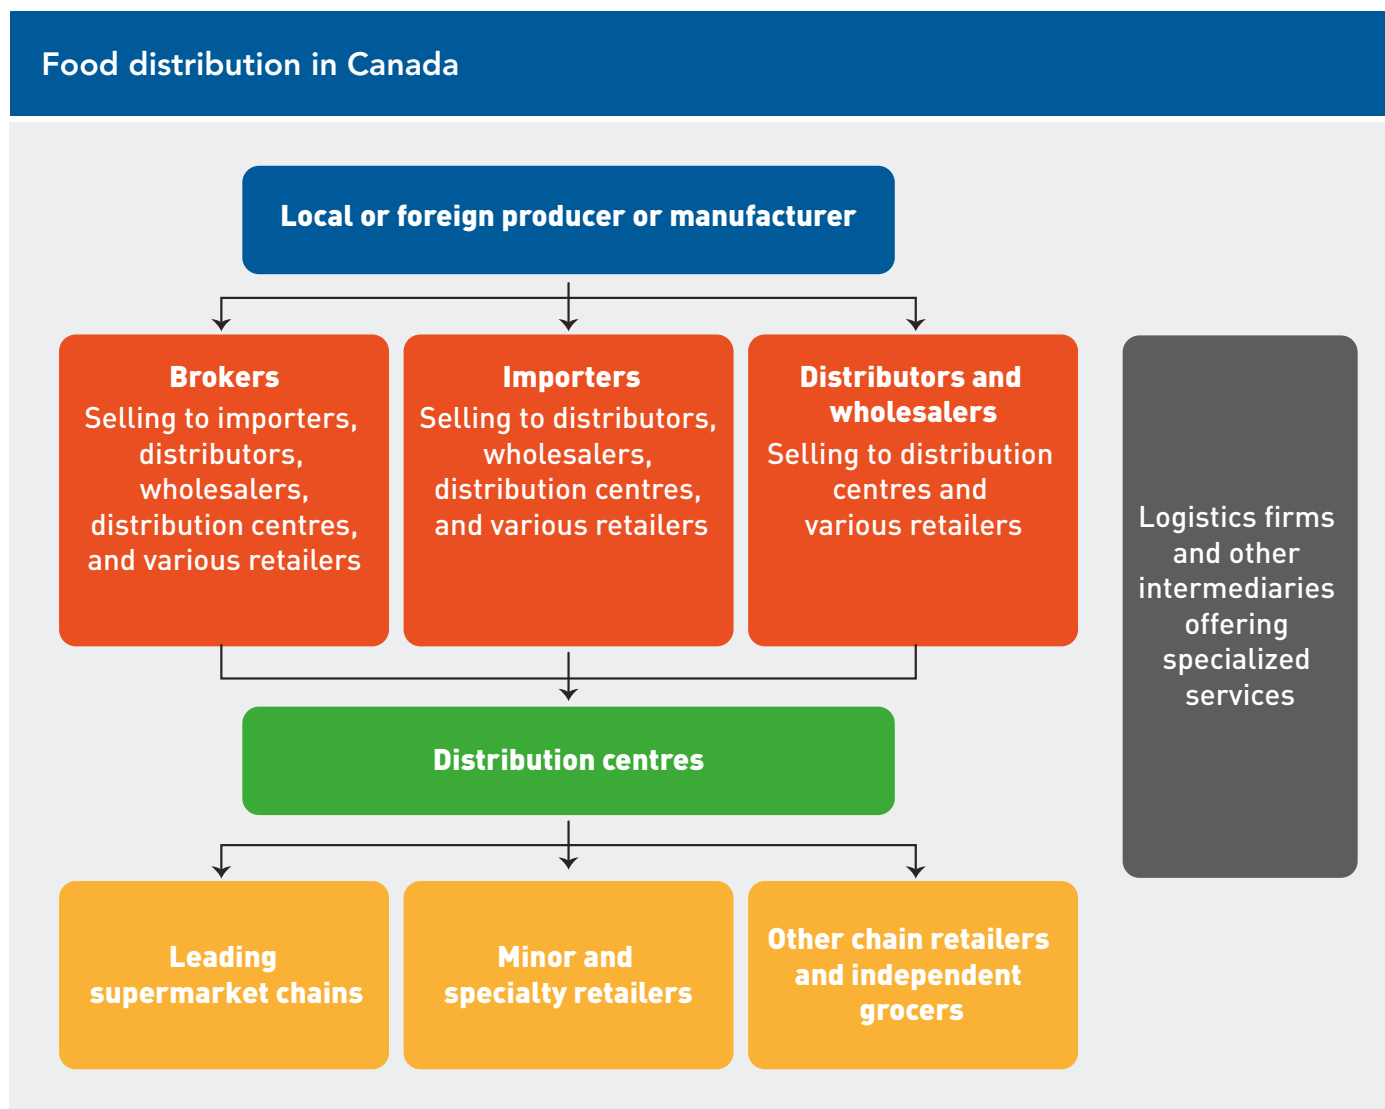 Food distribution in Canada
Local or foreign producer or manufacturer
Brokers
Selling to importers,
distributors,
wholesalers,
distribution centres,
and various retailers
Importers
Selling to distributors,
wholesalers,
distribution centres,
and various retailers
Distributors and
wholesalers
Selling to distribution
centres and
various retailers
Logistics firms
and other
intermediaries
offering
specialized
services
Distribution centres
Leading
supermarket chains
Minor and
specialty retailers
Other chain retailers
and independent
grocers